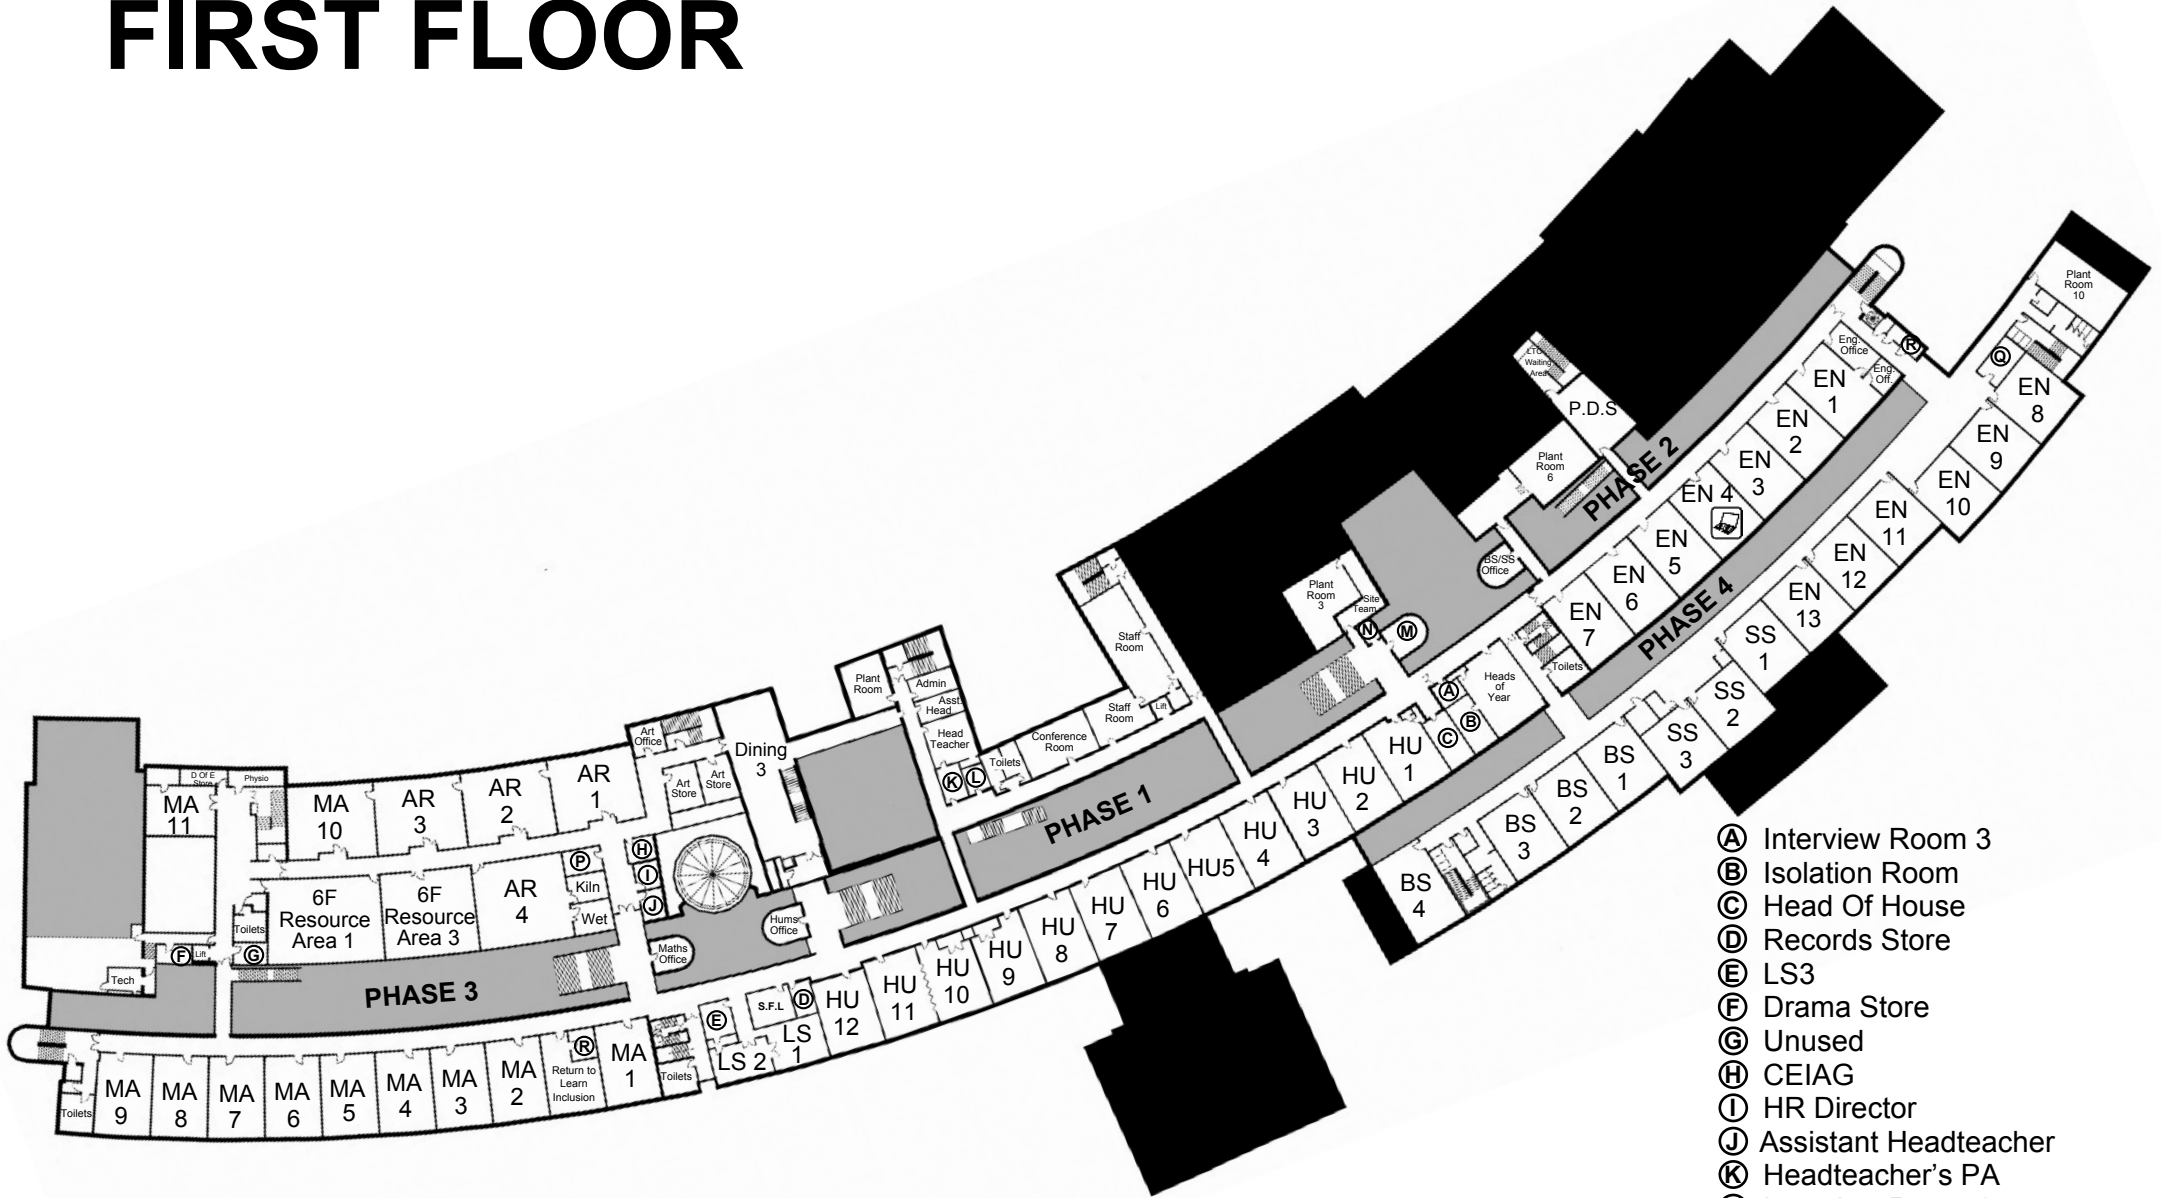 FIRST FLOOR
Plant
Room
10
Q
R
Eng.
Office
Eng.
Off.
EN
1
EN
2
EN
3
EN 4
EN
5
EN
6
EN
7
EN
8
EN
9
EN
10
EN
11
EN
12
EN
13
SS
1
SS
2
SS
3
BS
1
BS
2
BS
3
BS
4
LTC
Waiting
Area
P.D.S
Plant
Room
6
PHASE 2
PHASE 4
BS/SS
Office
Plant
Room
3
Site
Team
N
M
Toilets
Heads
of
Year
A
B
C
Staff
Room
Staff
Room
Lift
Conference
Room
Toilets
Plant
Room
Admin
Asst.
Head
Head
Teacher
K
L
PHASE 1
HU
1
HU
2
HU
3
HU
4
HU5
HU
6
HU
7
HU
8
HU
9
HU
10
HU
11
HU
12
Art
Office
Dining
3
Art
Store
Art
Store
H
I
J
Hums
Office
Maths
Office
D Of E
Store
Physio
MA
11
MA
10
AR
3
AR
2
AR
1
6F
Resource
Area 1
6F
Resource
Area 3
AR
4
P
Kiln
Wet
Toilets
F
Lift
G
Tech
PHASE 3
E
S.F.L
D
LS
1
LS 2
Toilets
MA
1
R
Return to
Learn
Inclusion
MA
2
MA
3
MA
4
MA
5
MA
6
MA
7
MA
8
MA
9
Toilets
A Interview Room 3
B Isolation Room
C Head Of House
D Records Store
E LS3
F Drama Store
G Unused
H CEIAG
I HR Director
J Assistant Headteacher
K Headteacher's PA